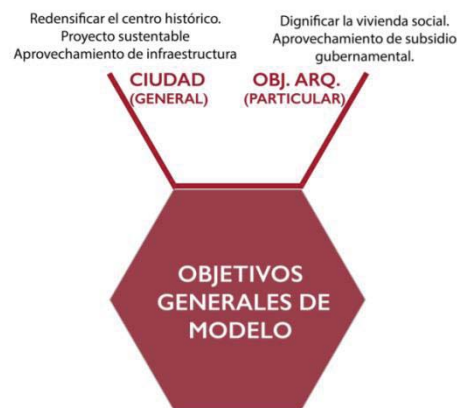 Redensificar el centro histórico.
Proyecto sustentable
Aprovechamiento de infraestructura
CIUDAD
(GENERAL)
Dignificar la vivienda social.
Aprovechamiento de subsidio
gubernamental.
OBJ. ARQ.
(PARTICULAR)
OBJETIVOS
GENERALES DE
MODELO